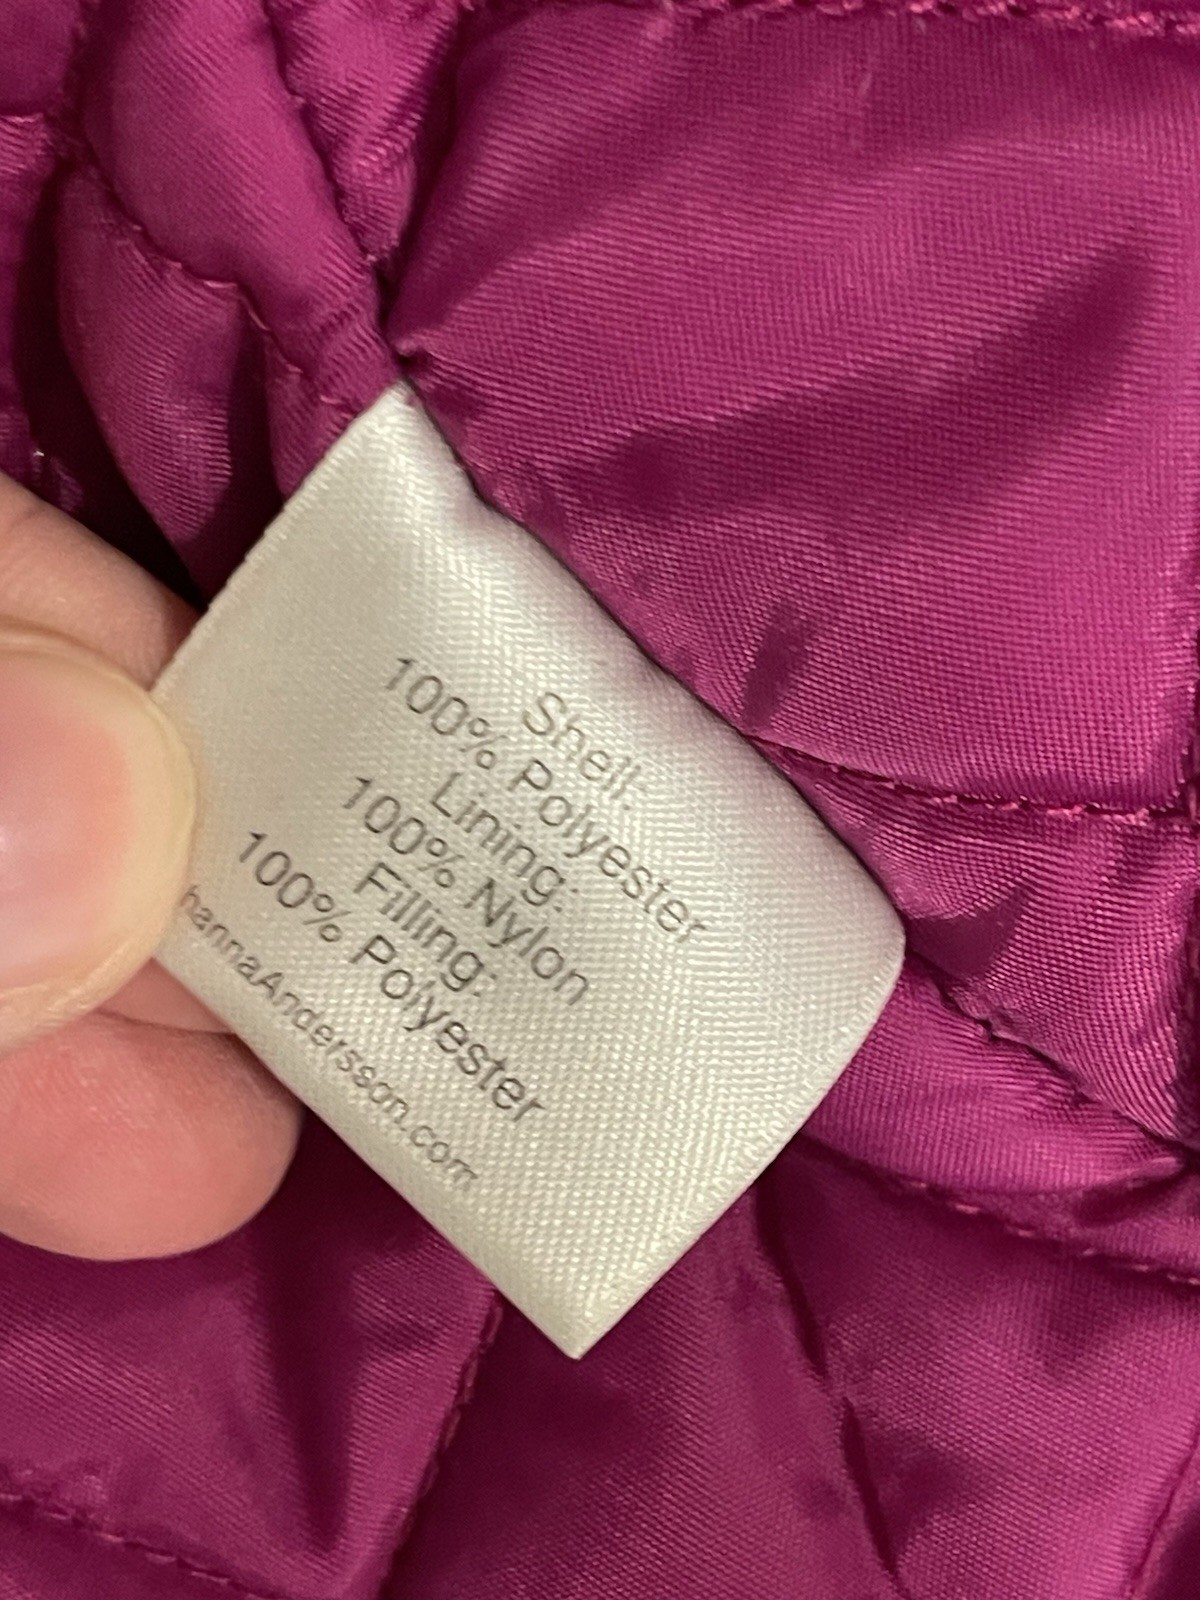 Shell:
100% Polyester
Lining:
100% Nylon
Filling:
100% Polyester
hannaAndersson.com